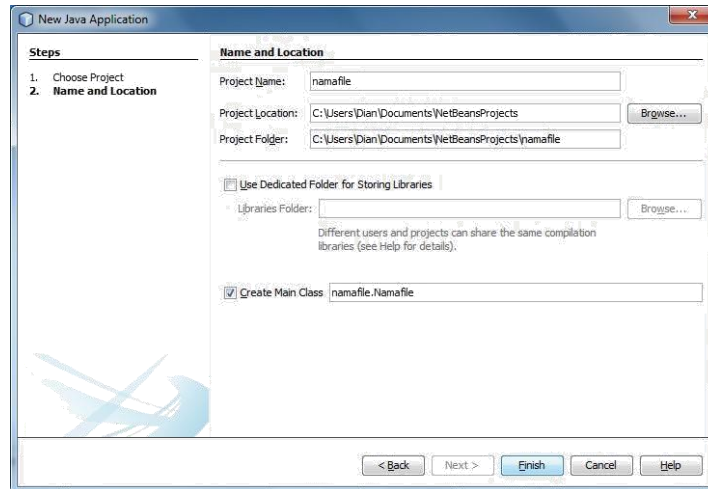 New Java Application
Steps
1. Choose Project
2. Name and Location
Name and Location
Project Name: namafile
Project Location: C:\Users\Dian\Documents\NetBeansProjects Browse...
Project Folder: C:\Users\Dian\Documents\NetBeansProjects\namafile
Use Dedicated Folder for Storing Libraries
Libraries Folder: Browse...
Different users and projects can share the same compilation
libraries (see Help for details).
Create Main Class namafile.Namafile
< Back Next > Finish Cancel Help